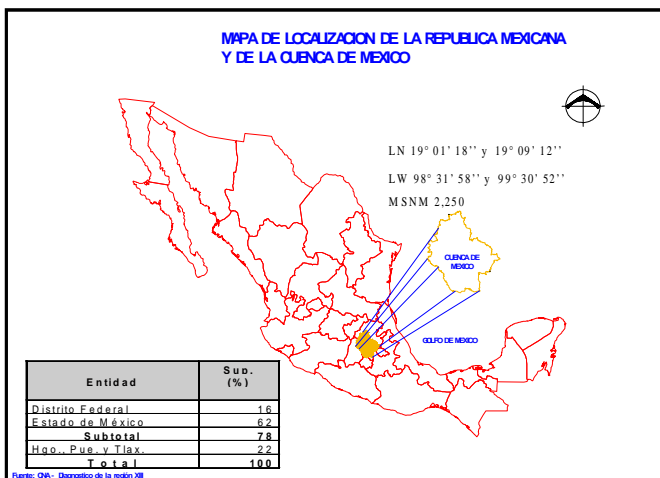 MAPA DE LOCALIZACION DE LA REPUBLICA MEXICANA
Y DE LA CUENCA DE MEXICO
LN 19° 01' 18'' y 19° 09' 12''
LW 98° 31' 58'' y 99° 30' 52''
MSNM 2,250
CUENCA DE
MEXICO
GOLFO DE MEXICO
Entidad Sup. (%)
Distrito Federal 16
Estado de México 62
Subtotal 78
Hgo., Pue. y Tlax. 22
Total 100
Fuente: CNA - Diagnostico de la región XIII